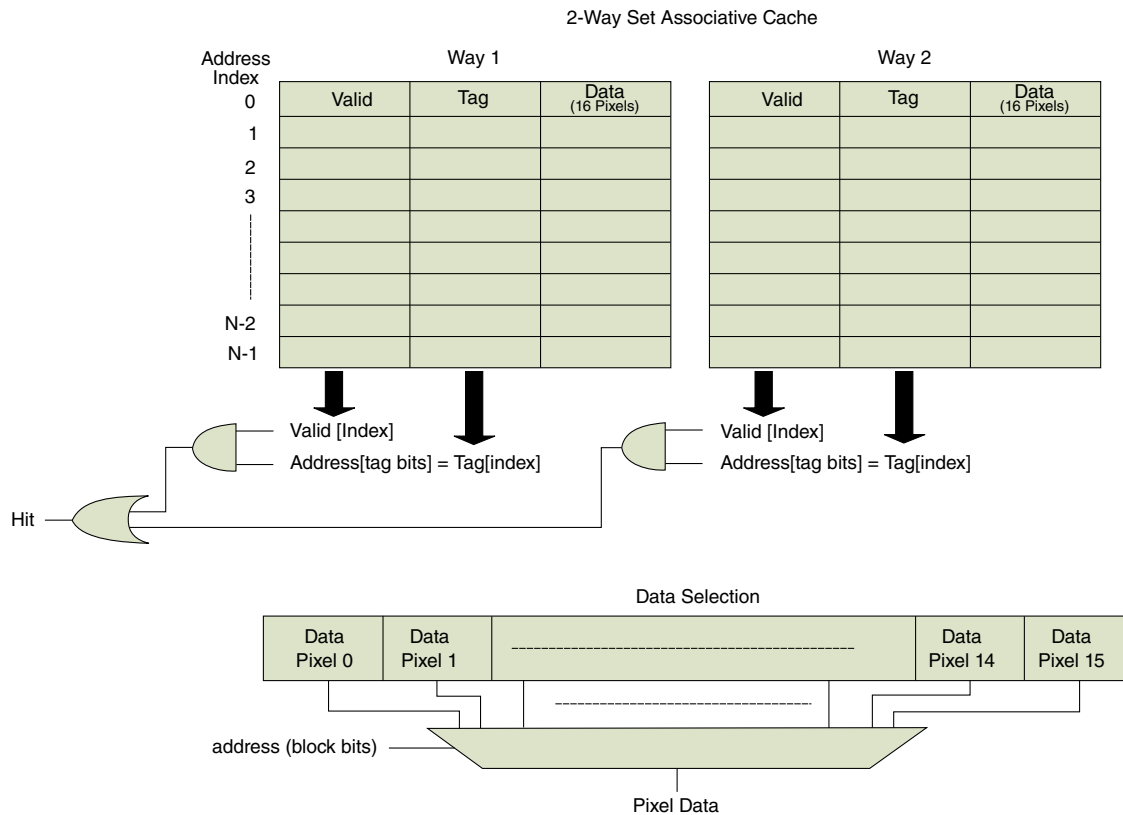 2-Way Set Associative Cache
Address
Index
Way 1
Way 2
0
Valid
Tag
Data
(16 Pixels)
Valid
Tag
Data
(16 Pixels)
1
2
3
N-2
N-1
Valid [Index]
Address[tag bits] = Tag[index]
Valid [Index]
Address[tag bits] = Tag[index]
Hit
Data Selection
Data
Pixel 0
Data
Pixel 1
Data
Pixel 14
Data
Pixel 15
address (block bits)
Pixel Data